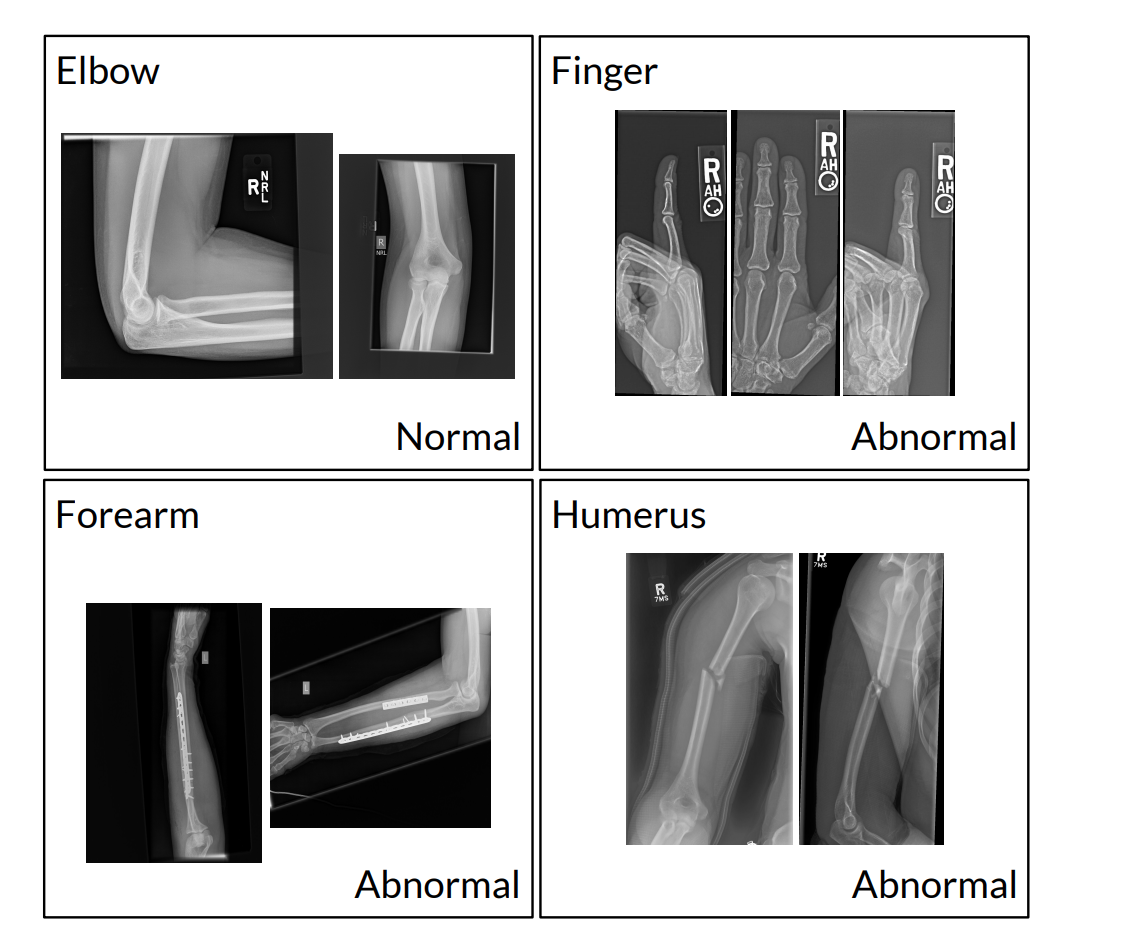 Elbow
R
N
R
L
R
NRL
Normal
Finger
R
AH
R
AH
R
AH
Abnormal
Forearm
Abnormal
Humerus
R
7MS
R
7MS
Abnormal